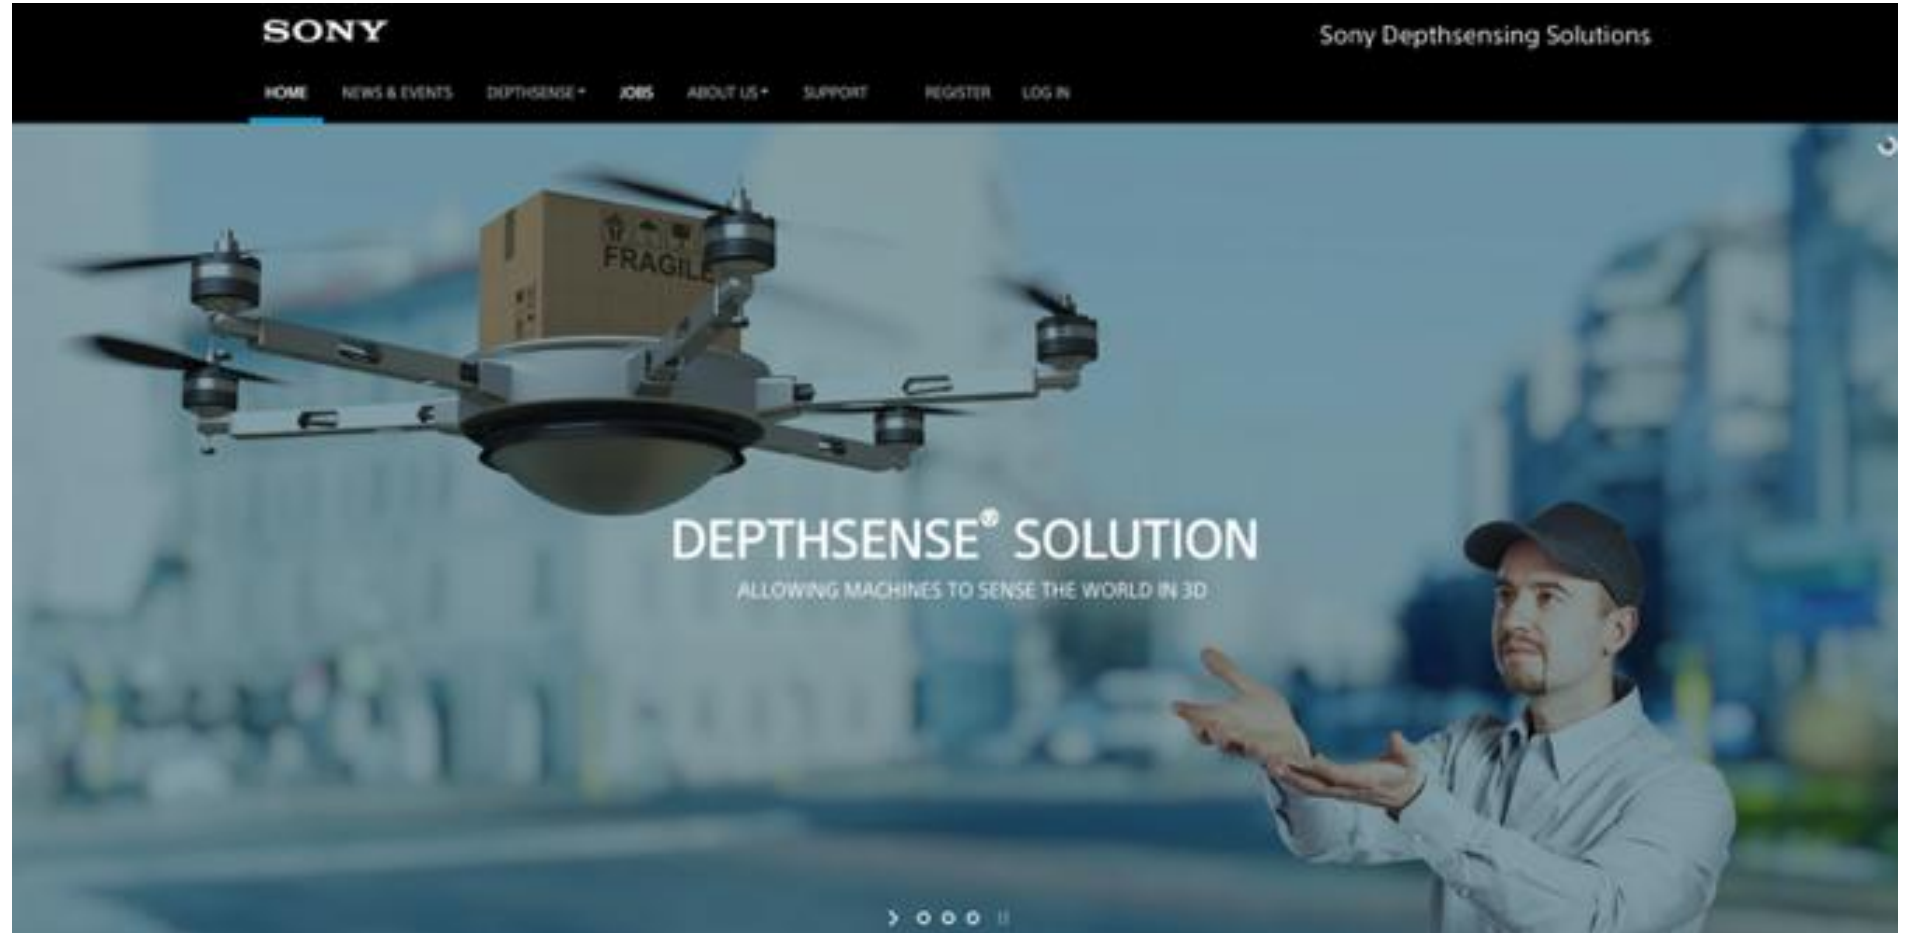 SONY
Sony Depthsensing Solutions
HOME NEWS & EVENTS DEPTHSENSE JOBS ABOUT US SUPPORT REGISTER LOG IN
FRAGILE
DEPTHSENSE® SOLUTION
ALLOWING MACHINES TO SENSE THE WORLD IN 3D